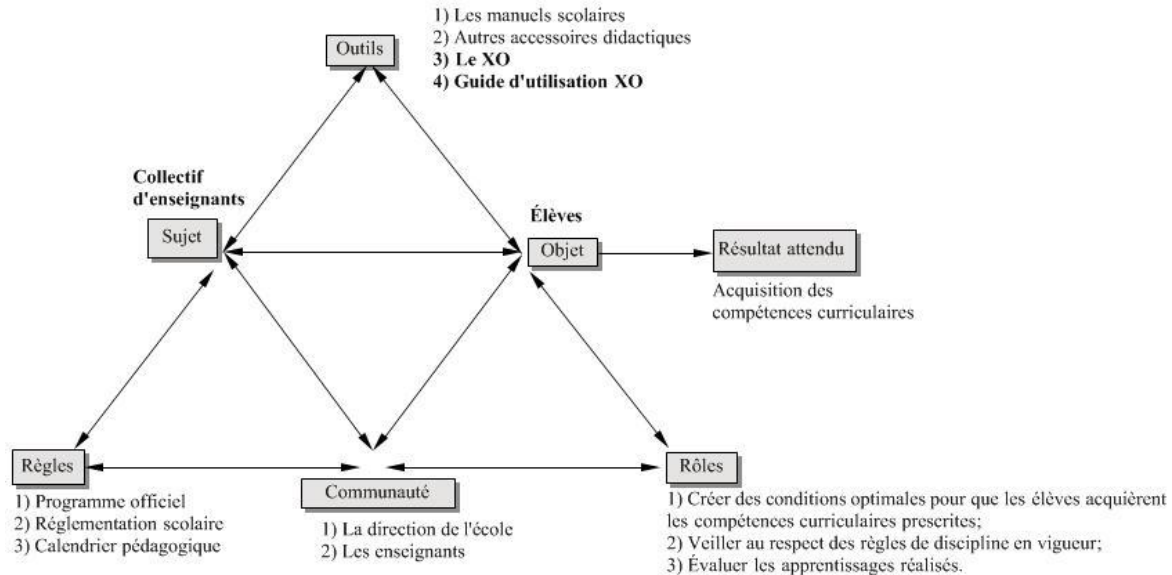 1) Les manuels scolaires
2) Autres accessoires didactiques
3) Le XO
4) Guide d'utilisation XO
Outils
Collectif
d'enseignants
Sujet
Élèves
Objet
Résultat attendu
Acquisition des
compétences curriculaires
Règles
1) Programme officiel
2) Réglementation scolaire
3) Calendrier pédagogique
Communauté
1) La direction de l'école
2) Les enseignants
Rôles
1) Créer des conditions optimales pour que les élèves acquièrent
les compétences curriculaires prescrites;
2) Veiller au respect des règles de discipline en vigueur;
3) Évaluer les apprentissages réalisés.